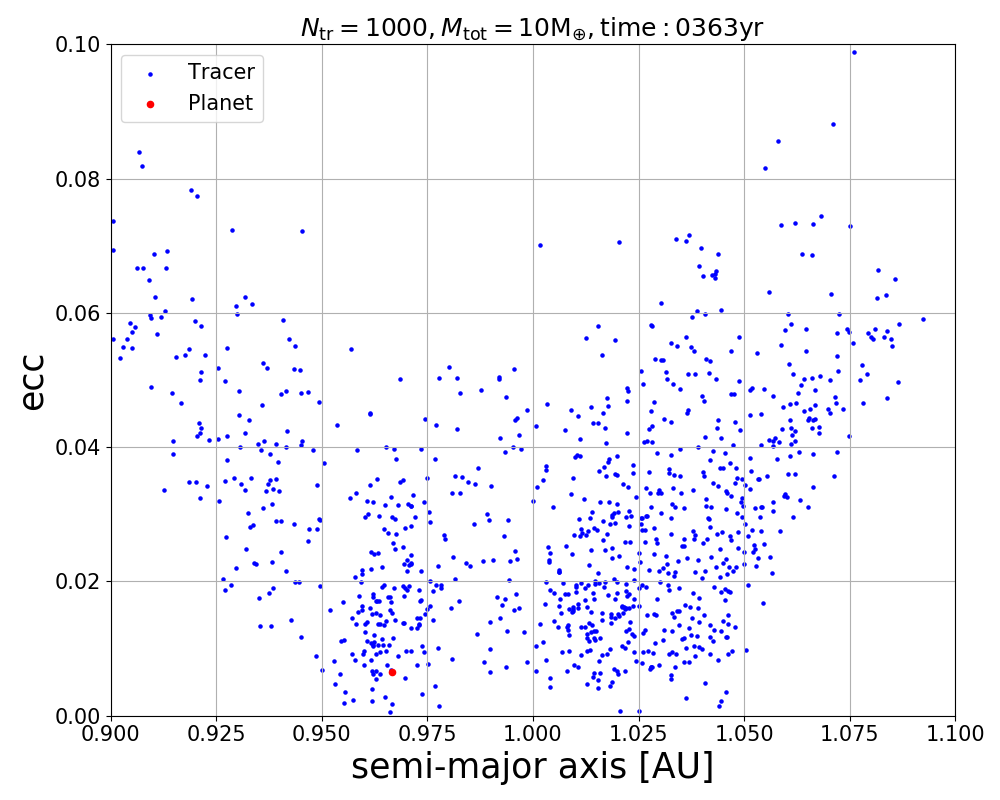 N_tr = 1000, M_tot = 10M_⊕, time : 0363yr
Tracer
Planet
ecc
0.10
0.08
0.06
0.04
0.02
0.00
0.900 0.925 0.950 0.975 1.000 1.025 1.050 1.075 1.100
semi-major axis [AU]